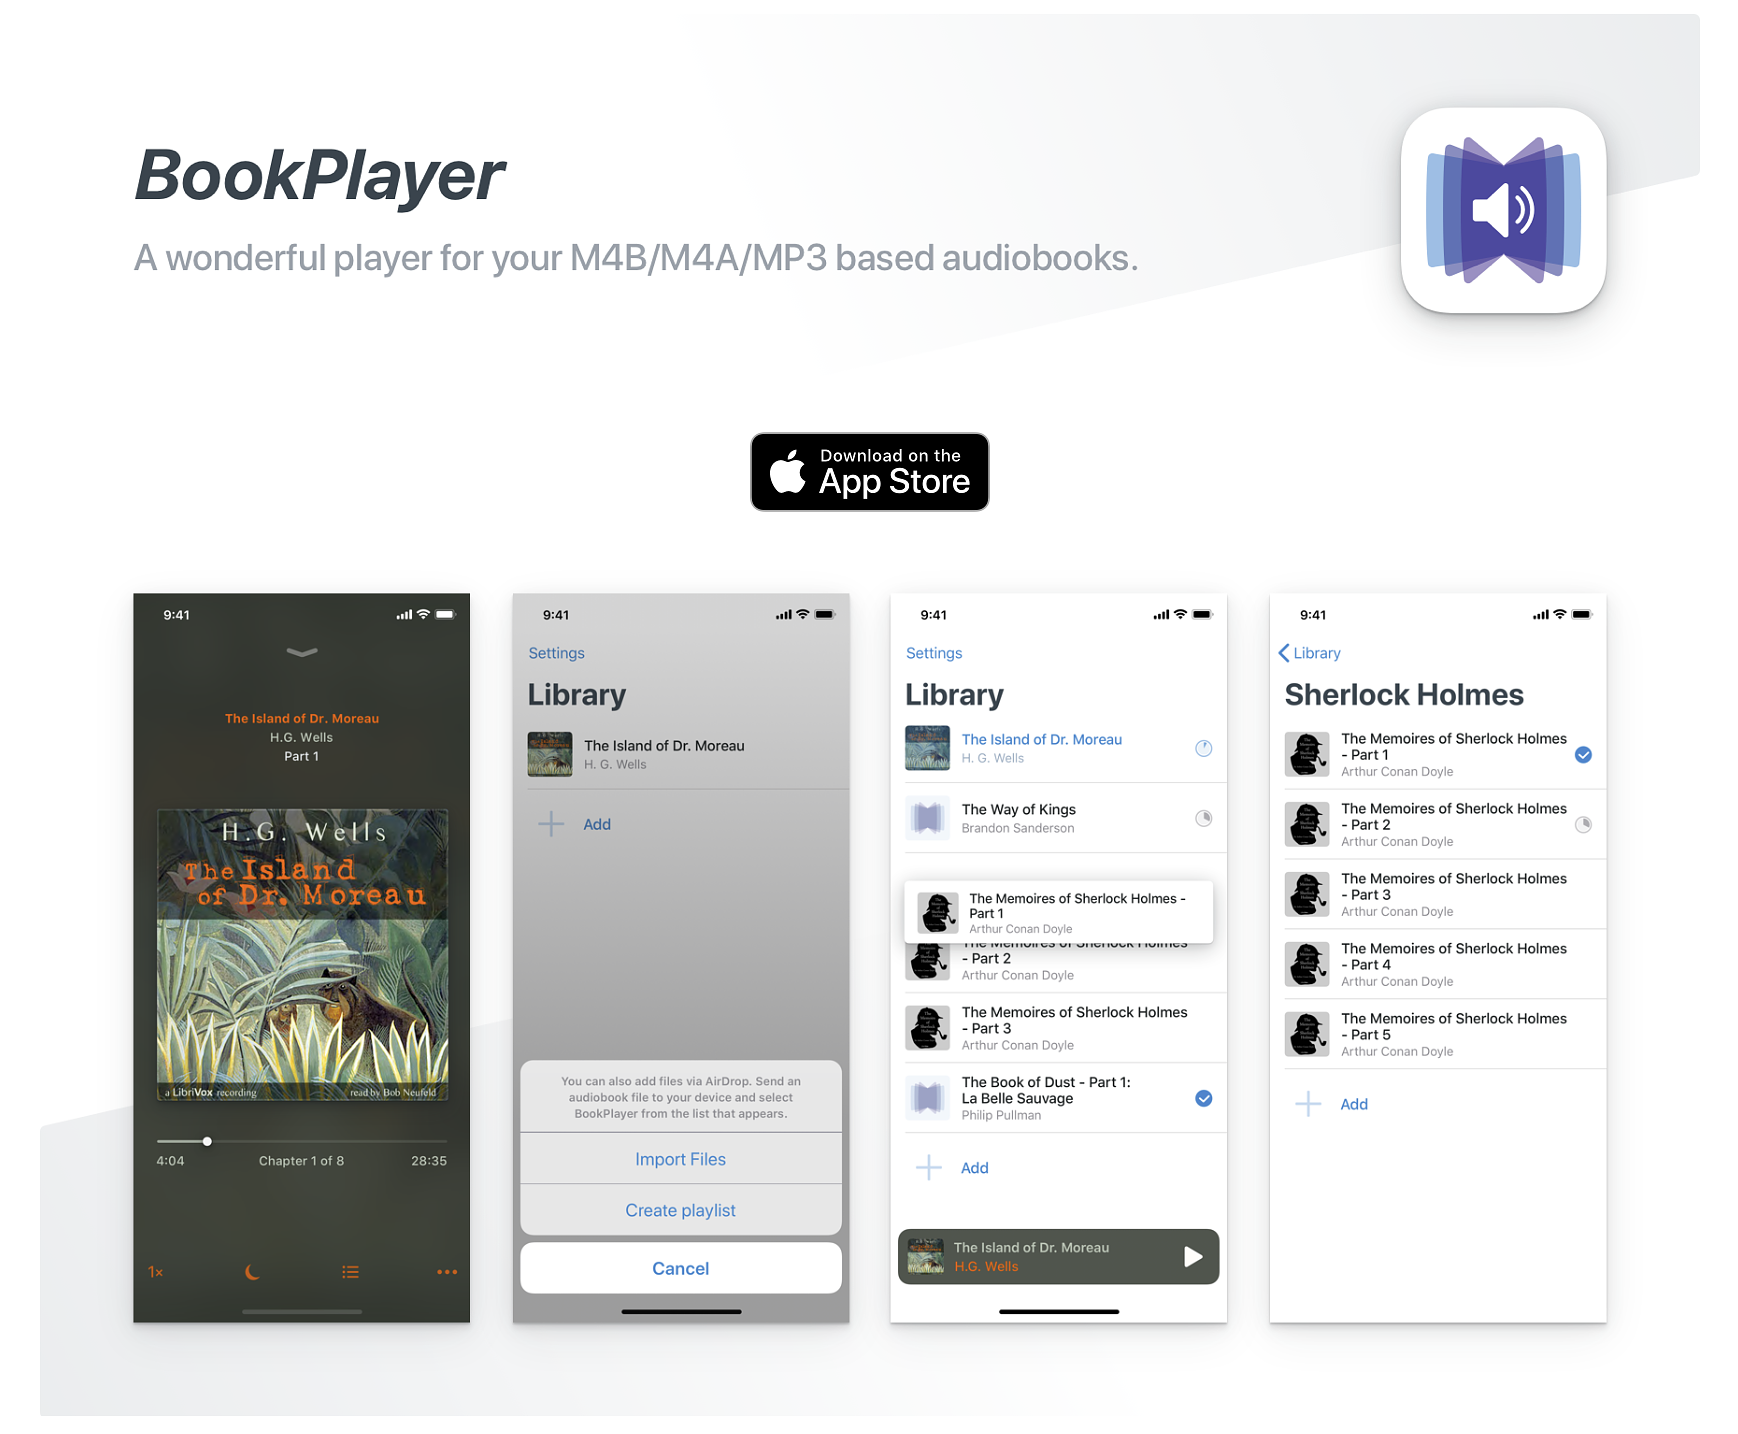 BookPlayer
A wonderful player for your M4B/M4A/MP3 based audiobooks.
Download on the
App Store
9:41
The Island of Dr. Moreau
H.G. Wells
Part 1
H.G. Wells
The Island
of Dr. Moreau
a LibriVox recording
read by Bob Neufeld
4:04
Chapter 1 of 8
28:35
1×
9:41
Settings
Library
The Island of Dr. Moreau
H. G. Wells
Add
You can also add files via AirDrop. Send an
audiobook file to your device and select
BookPlayer from the list that appears.
Import Files
Create playlist
Cancel
9:41
Settings
Library
The Island of Dr. Moreau
H. G. Wells
The Way of Kings
Brandon Sanderson
The Memoires of Sherlock Holmes -
Part 1
Arthur Conan Doyle
The Memoires of Sherlock Holmes
- Part 2
Arthur Conan Doyle
The Memoires of Sherlock Holmes
- Part 3
Arthur Conan Doyle
The Book of Dust - Part 1:
La Belle Sauvage
Philip Pullman
Add
The Island of Dr. Moreau
H.G. Wells
9:41
Library
Sherlock Holmes
The Memoires of Sherlock Holmes
- Part 1
Arthur Conan Doyle
The Memoires of Sherlock Holmes
- Part 2
Arthur Conan Doyle
The Memoires of Sherlock Holmes
- Part 3
Arthur Conan Doyle
The Memoires of Sherlock Holmes
- Part 4
Arthur Conan Doyle
The Memoires of Sherlock Holmes
- Part 5
Arthur Conan Doyle
Add